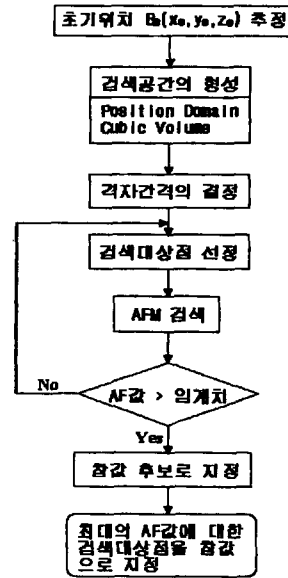 초기위치 B₀(x₀,y₀,z₀) 추정
검색공간의 형성
Position Domain
Cubic Volume
격자간격의 결정
검색대상점 선정
AFM 검색
No
AF값 > 임계치
Yes
참값 후보로 지정
최대의 AF값에 대한
검색대상점을 참값
으로 지정